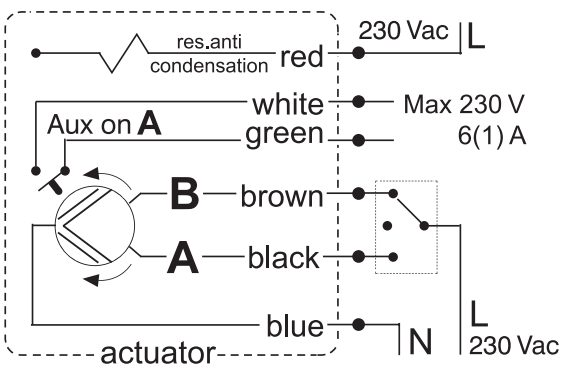 230 Vac L
res.anti
condensation
red
white
Max 230 V
Aux on A
green
6(1) A
B
brown
A
black
blue
N
L
230 Vac
actuator